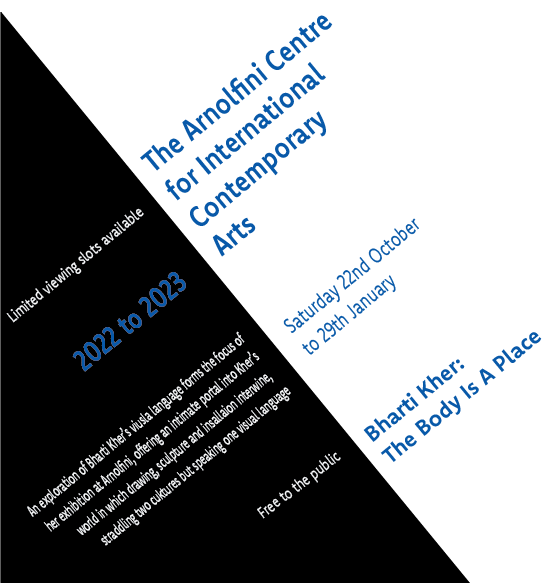 The Arnolfini Centre
for International
Contemporary
Arts
Limited viewing slots available
2022 to 2023
Saturday 22nd October
to 29th January
Bharti Kher:
The Body Is A Place
An exploration of Bharti Kher's viusla language forms the focus of
her exhibition at Arnolfini, offering an intimate portal into Kher's
world in which drawing, sculpture and insallaion interwine,
straddling two cuktures but speaking one visual language
Free to the public